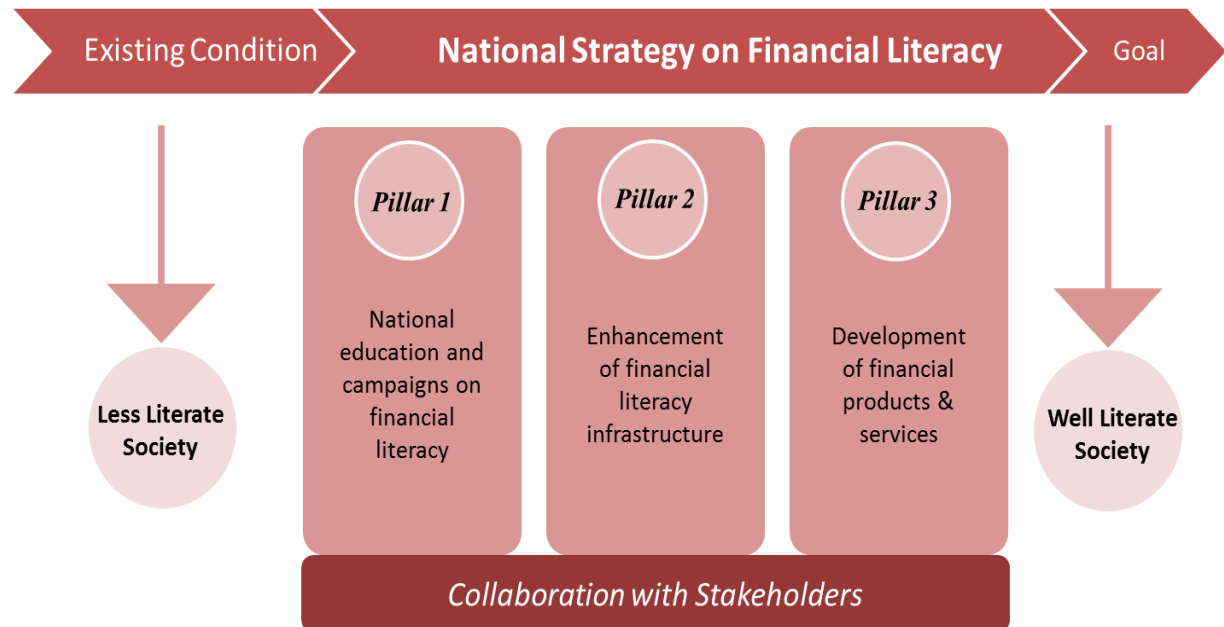 Existing Condition
National Strategy on Financial Literacy
Goal
Less Literate
Society
Pillar 1
National
education and
campaigns on
financial
literacy
Pillar 2
Enhancement
of financial
literacy
infrastructure
Pillar 3
Development
of financial
products &
services
Well Literate
Society
Collaboration with Stakeholders